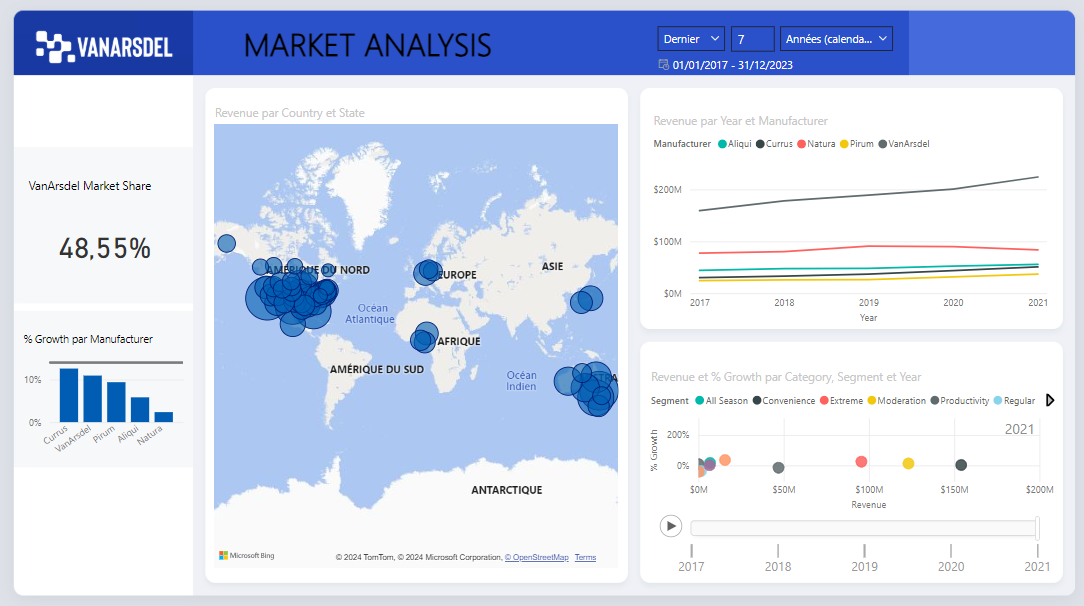 VANARSDEL
MARKET ANALYSIS
Dernier
7
Années (calenda...
01/01/2017 - 31/12/2023
VanArsdel Market Share
48,55%
% Growth par Manufacturer
10%
0%
Currus
VanArsdel
Pirum
Aliqui
Natura
Revenue par Country et State
AMÉRIQUE DU NORD
EUROPE
ASIE
Océan
Atlantique
AFRIQUE
AMÉRIQUE DU SUD
Océan
Indien
A
ANTARCTIQUE
Microsoft Bing
© 2024 TomTom, © 2024 Microsoft Corporation, © OpenStreetMap Terms
Revenue par Year et Manufacturer
Manufacturer Aliqui Currus Natura Pirum VanArsdel
$200M
$100M
$0M
2017 2018 2019 2020 2021
Year
Revenue et % Growth par Category, Segment et Year
Segment All Season Convenience Extreme Moderation Productivity Regular
2021
% Growth
200%
0%
$0M $50M $100M $150M $200M
Revenue
2017 2018 2019 2020 2021